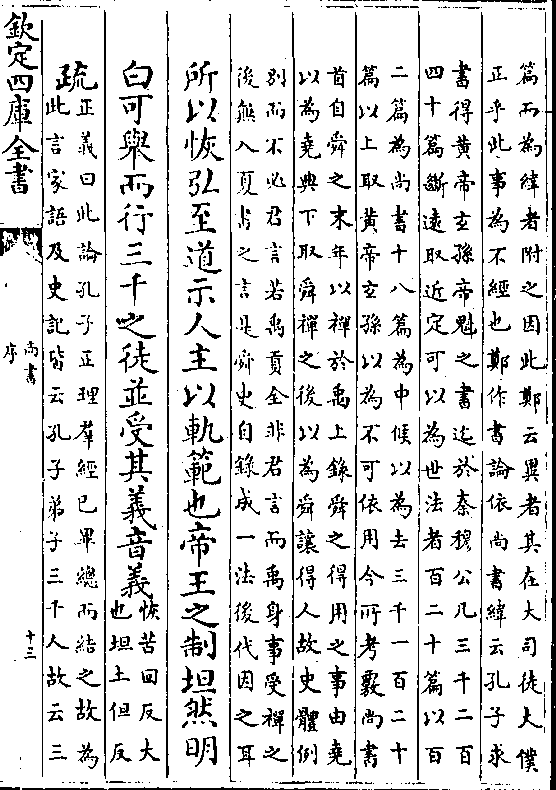 篇而為緯者附之因此鄭云異者其在大司徒大僕
正乎此事為不經也鄭作書論依尚書緯云孔子求
書得黄帝玄孫帝魁之書迄於秦穆公凡三千二百
四十篇斷遠取近定可以為世法者百二十篇以百
二篇為尚書十八篇為中候以為去三千一百二十
篇以上取黄帝玄孫以為不可依用今所考覈尚書
首自舜之末年以禪於禹上錄舜之得用之事由堯
以為堯典下取舜禪之後以為舜讓得人故史體例
别而不必君言若禹貢全非君言而禹身事受禪之
後無入夏書之言是舜史自錄成一法後代因之耳
所以恢弘至道示人主以軌範也帝王之制坦然明
白可舉而行三千之徒並受其義音義恢苦回反大
也坦土但反
疏正義曰此論孔子正理羣經已畢總而結之故為
此言家語及史記皆云孔子弟子三千人故云三
欽定四庫全書
尚書
序
十三